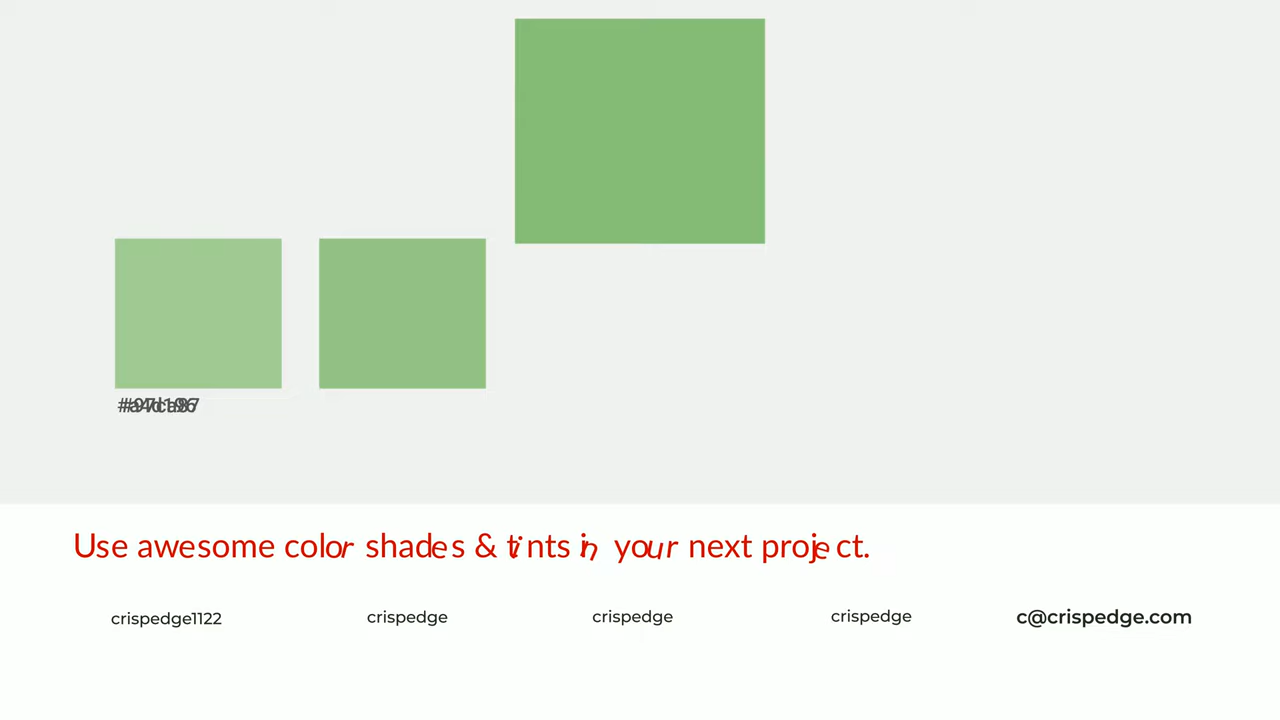 Use awesome color shades & tints in your next project.
crispedge1122 crispedge crispedge crispedge c@crispedge.com